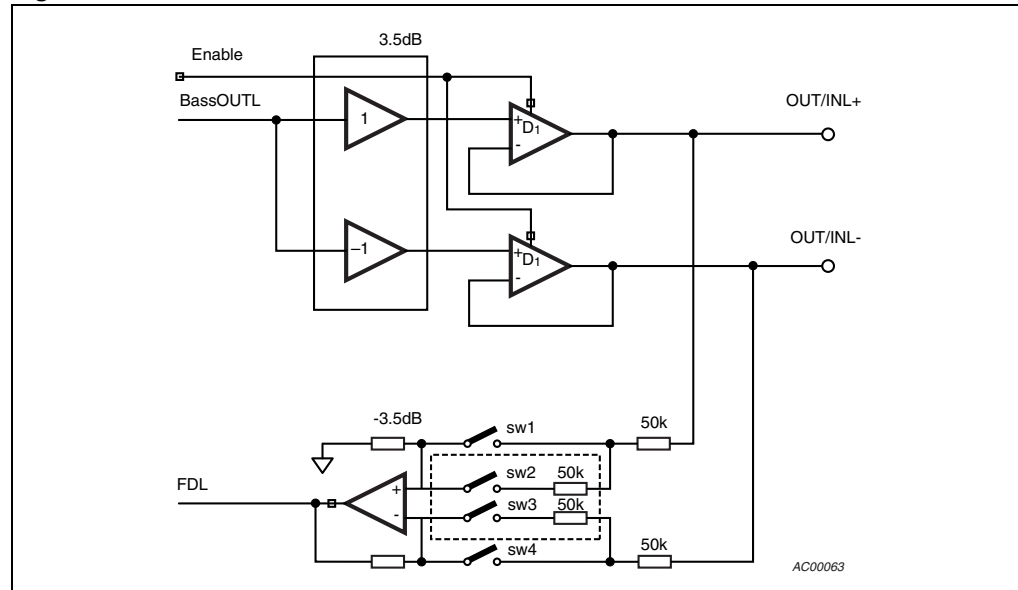 3.5dB
Enable
BassOUTL
1
+
D1
-
OUT/INL+
−1
+
D1
-
OUT/INL-
-3.5dB
sw1
50k
FDL
+
-
sw2
50k
sw3
50k
sw4
50k
AC00063